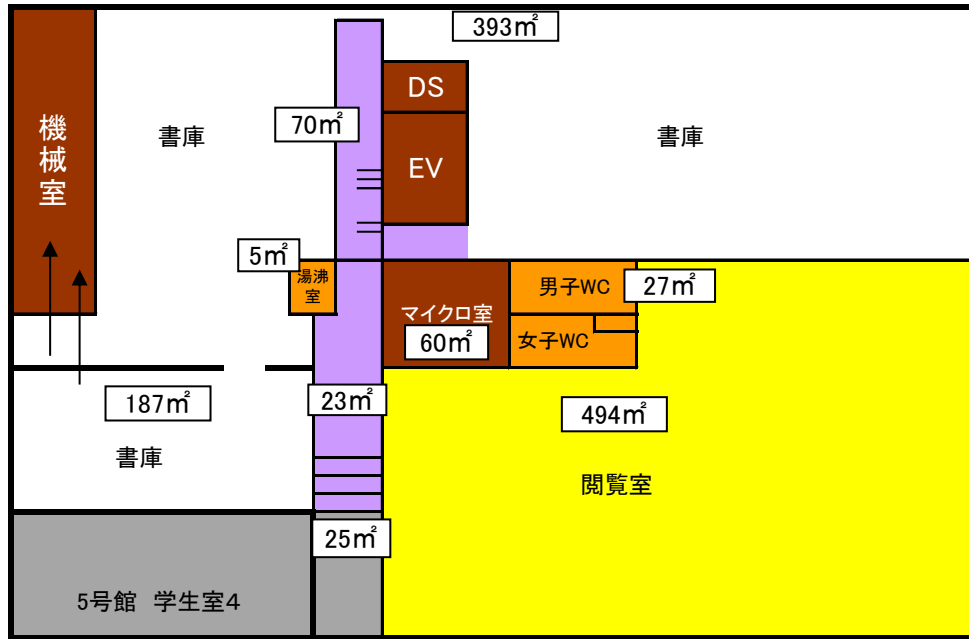 393㎡
DS
70㎡
機械室
書庫
EV
書庫
5㎡
湯沸
室
男子WC
27㎡
マイクロ室
60㎡
女子WC
187㎡
23㎡
494㎡
書庫
閲覧室
25㎡
5号館 学生室4